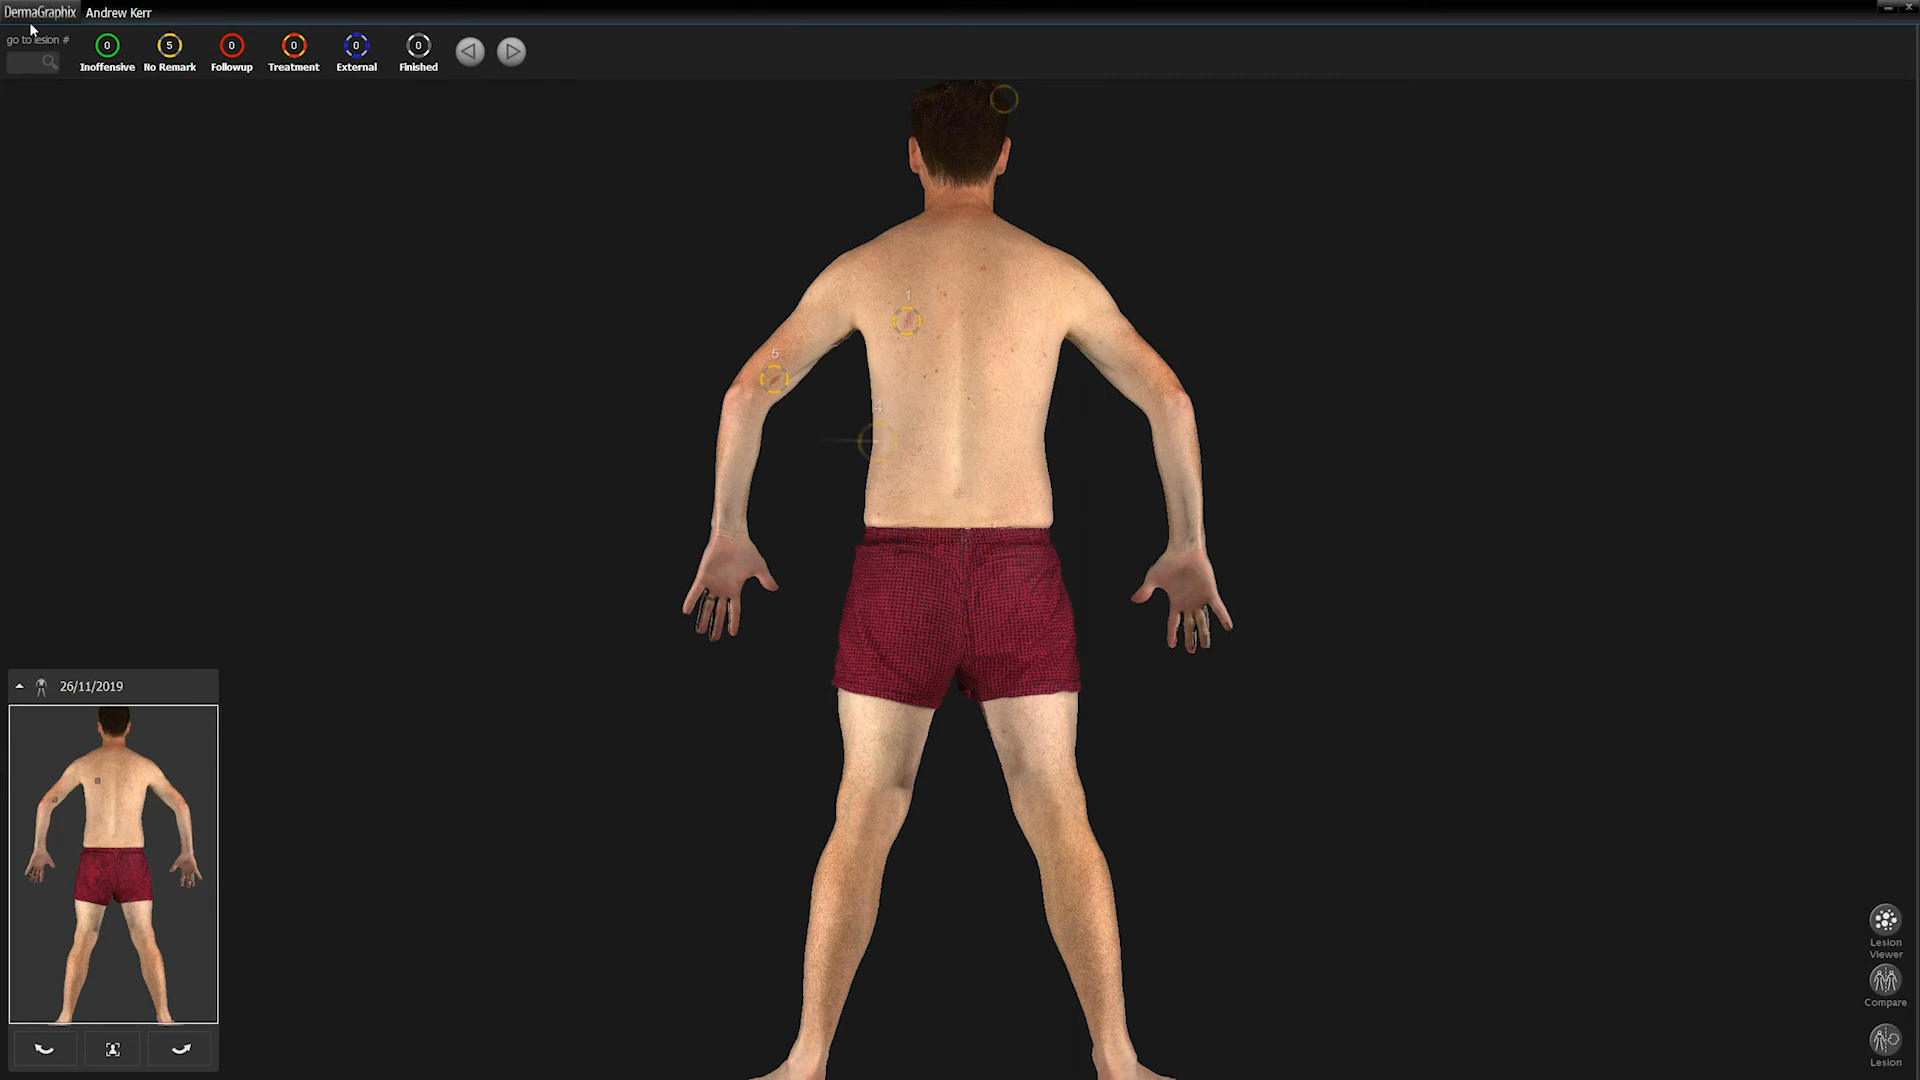 DermaGraphix Andrew Kerr
go to lesion #
0 5 0 0 0 0
Inoffensive No Remark Followup Treatment External Finished
1
5
4
26/11/2019
Lesion
Viewer
Compare
Lesion